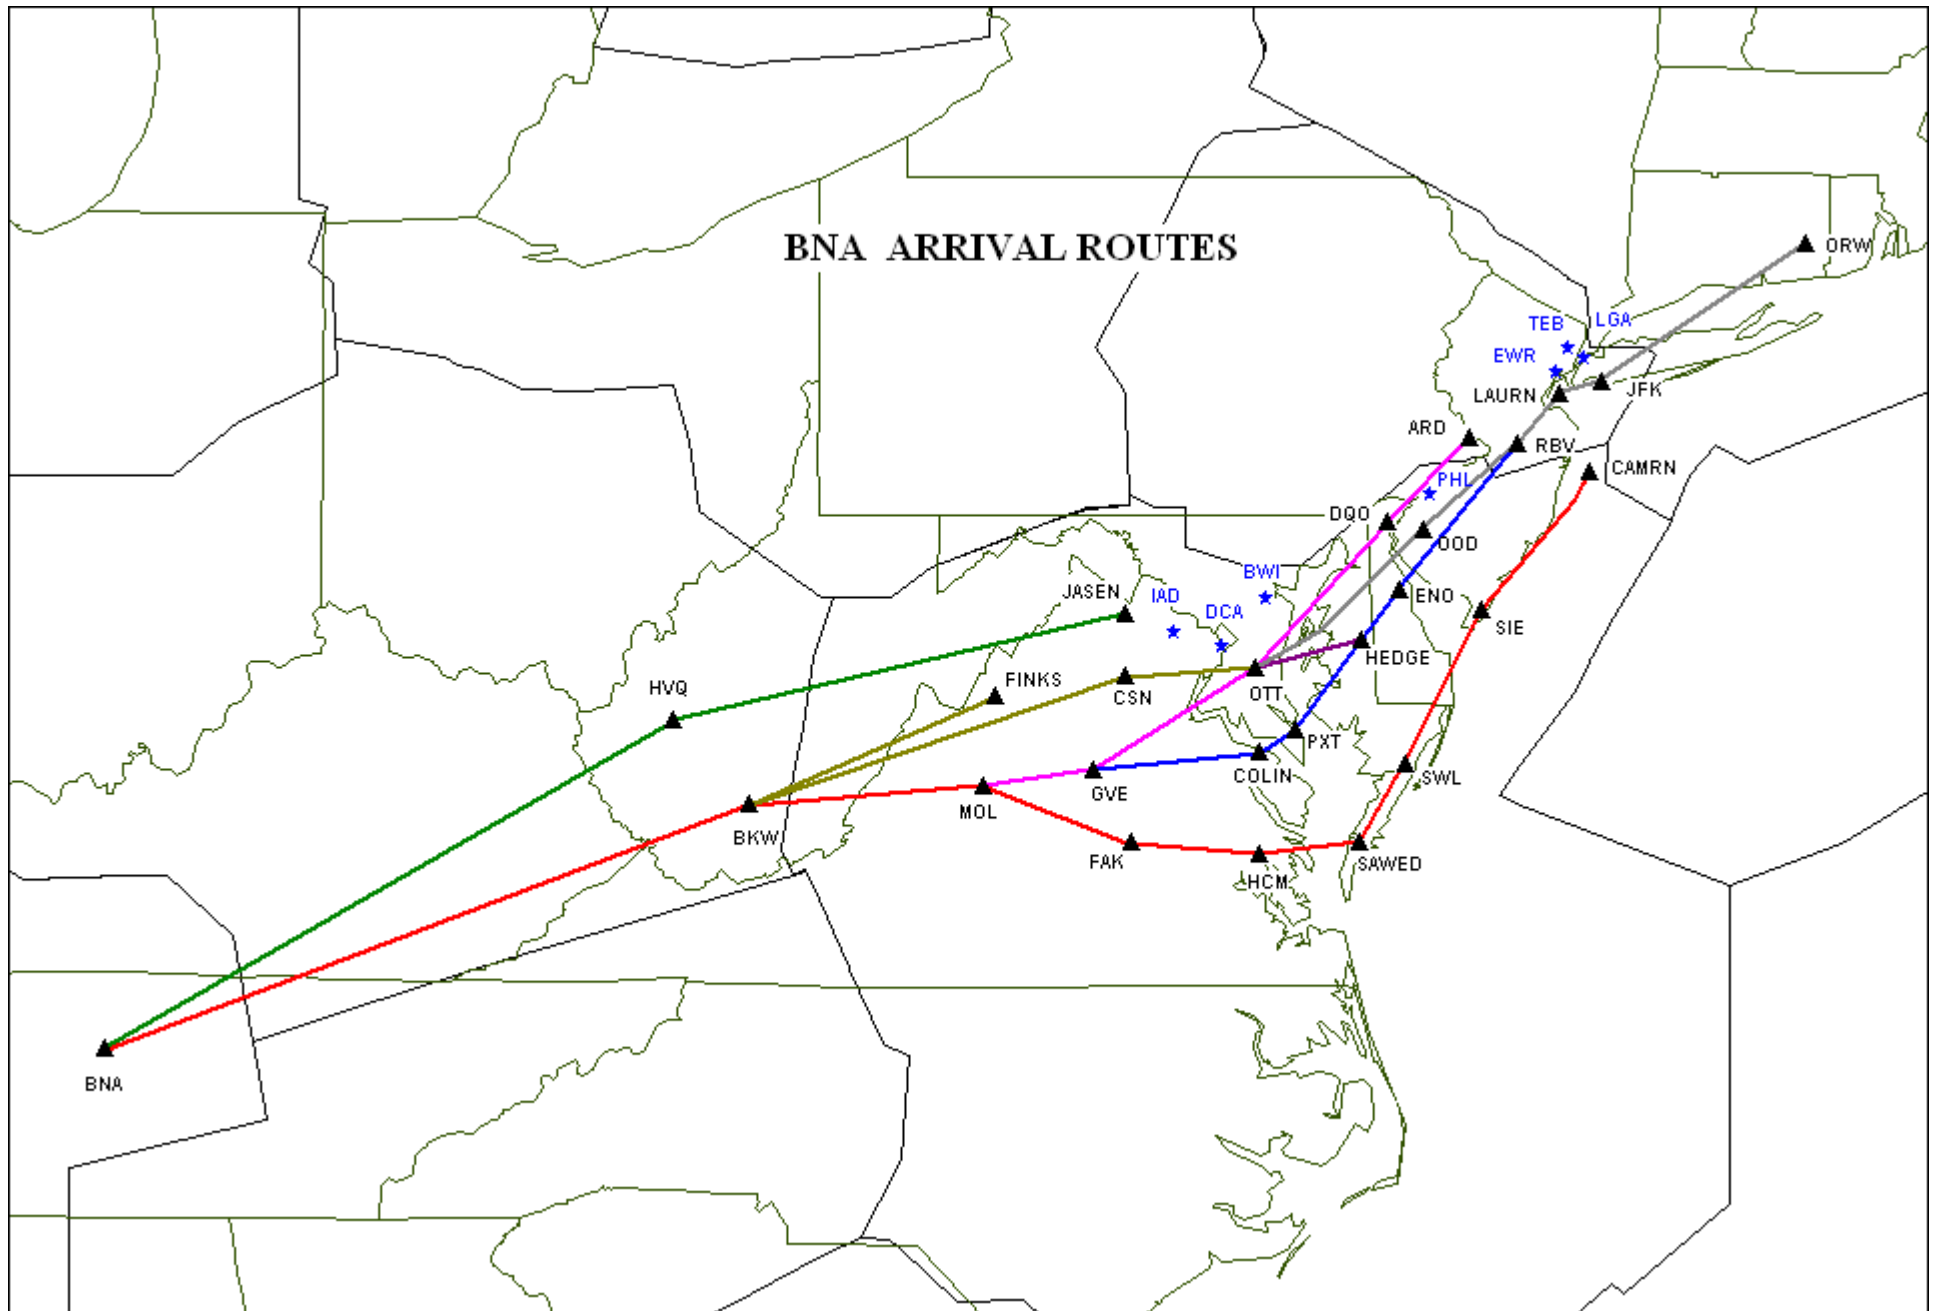 BNA ARRIVAL ROUTES
ORW
TEB
LGA
EWR
JFK
LAURN
ARD
RBV
CAMRN
PHL
DQO
OOD
BWI
JASEN
IAD
DCA
ENO
SIE
HEDGE
FINKS
HVQ
CSN
OTT
PXT
COLIN
SWL
GVE
MOL
BKW
FAK
HCM
SAWED
BNA